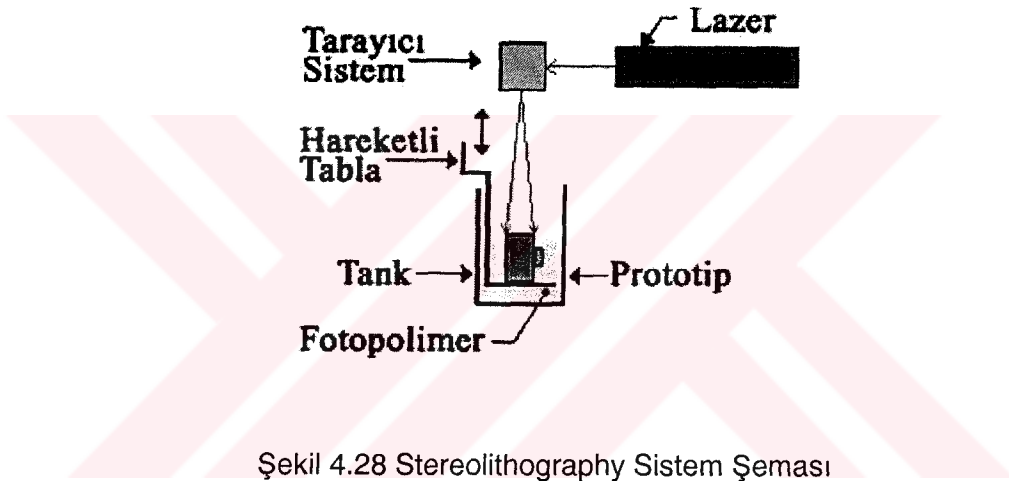 Lazer
Tarayıcı
Sistem
Hareketli
Tabla
Tank
Prototip
Fotopolimer
Şekil 4.28 Stereolithography Sistem Şeması